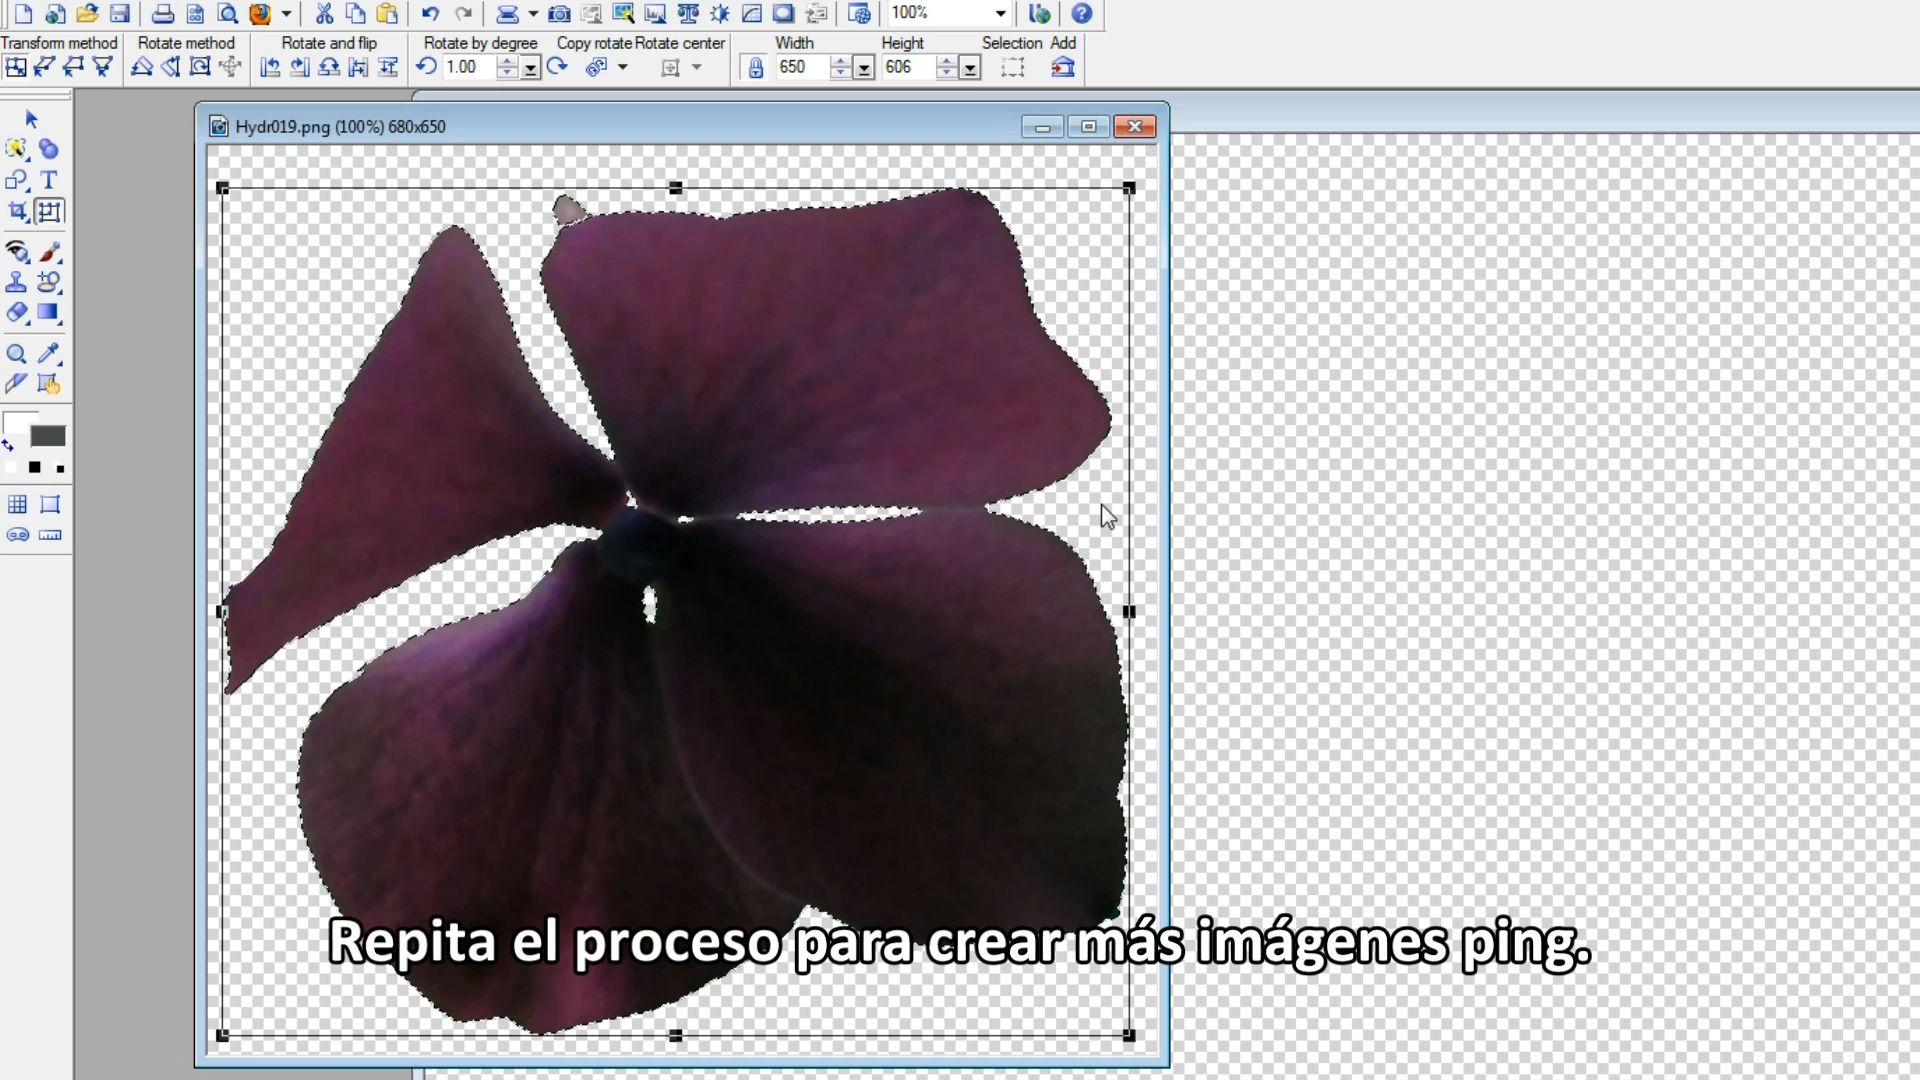 100%
Transform method Rotate method Rotate and flip Rotate by degree Copy rotate Rotate center Width Height Selection Add
1.00 650 606
Hydr019.png (100%) 680x650
T
Repita el proceso para crear más imágenes ping.